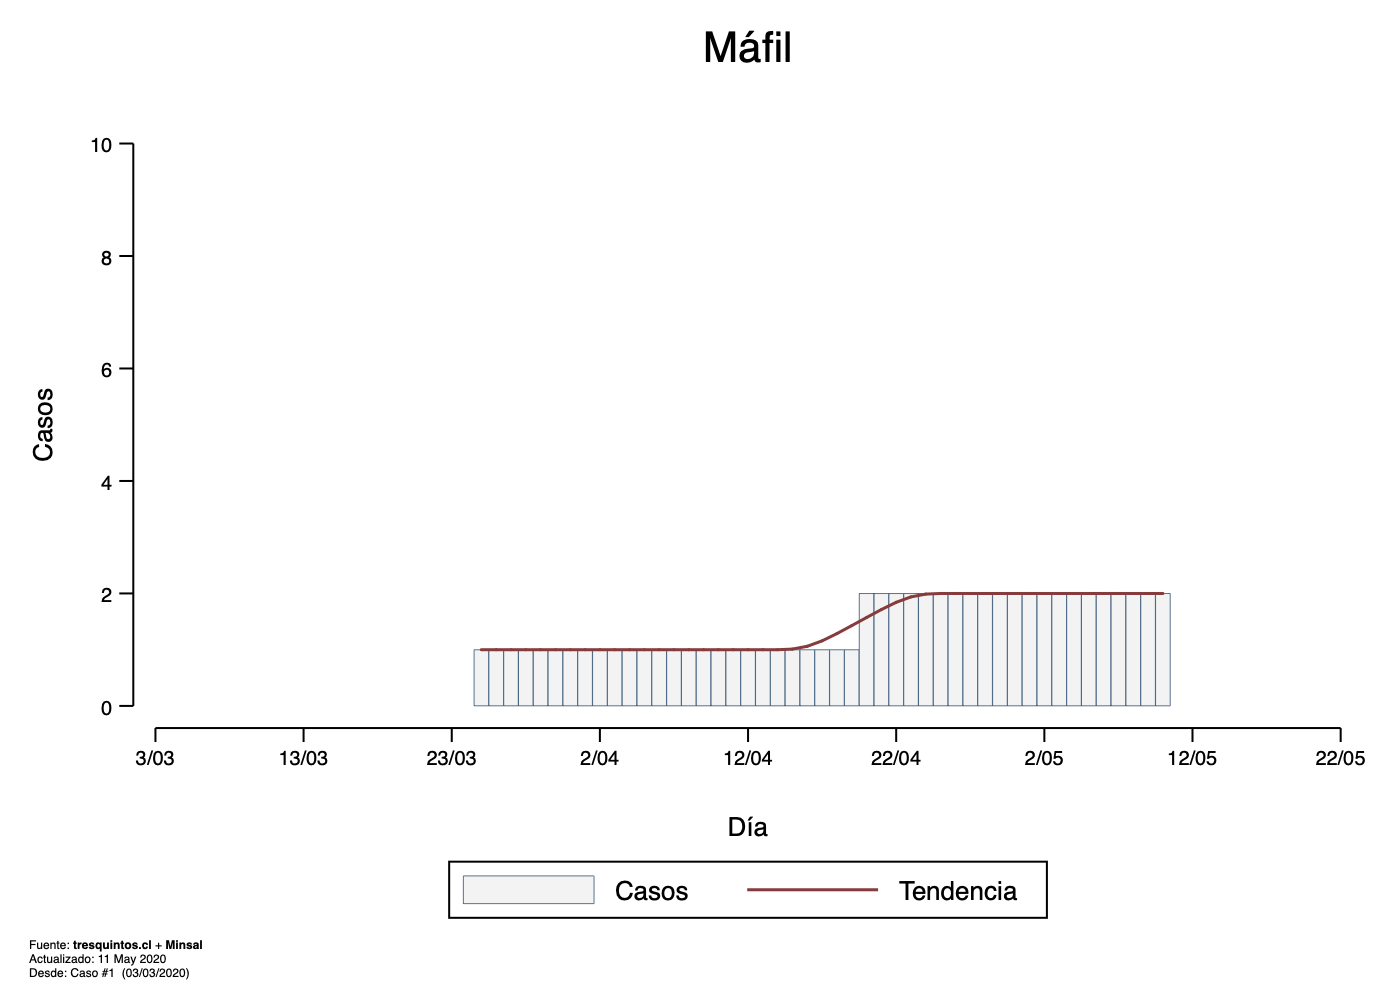 Máfil
10
8
6
4
2
0
Casos
3/03 13/03 23/03 2/04 12/04 22/04 2/05 12/05 22/05
Día
Casos Tendencia
Fuente: tresquintos.cl + Minsal
Actualizado: 11 May 2020
Desde: Caso #1 (03/03/2020)